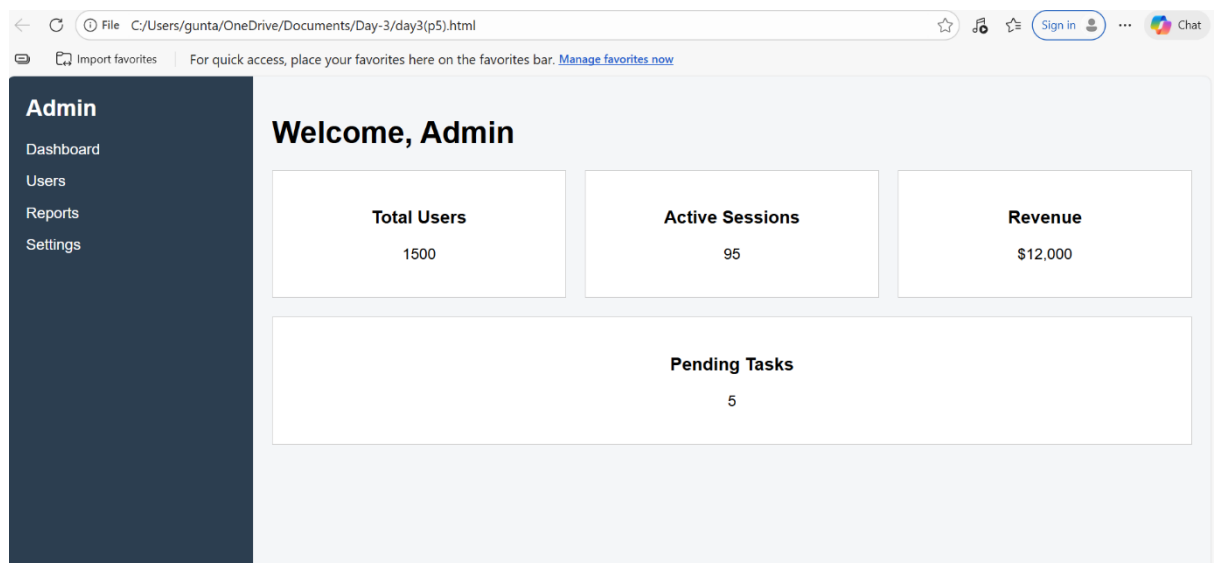 File C:/Users/gunta/OneDrive/Documents/Day-3/day3(p5).html
Sign in
...
Chat
Import favorites
For quick access, place your favorites here on the favorites bar. Manage favorites now
Admin
Dashboard
Users
Reports
Settings
Welcome, Admin
Total Users
1500
Active Sessions
95
Revenue
$12,000
Pending Tasks
5